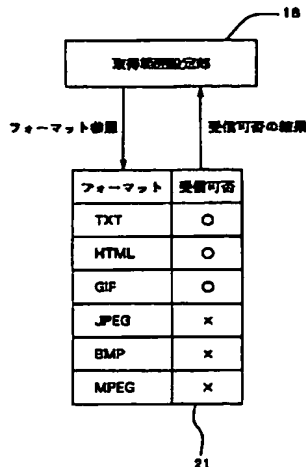 18
取得範囲設定部
フォーマット参照
受信可否の結果
フォーマット 受信可否
TXT ○
HTML ○
GIF ○
JPEG ×
BMP ×
MPEG ×
21